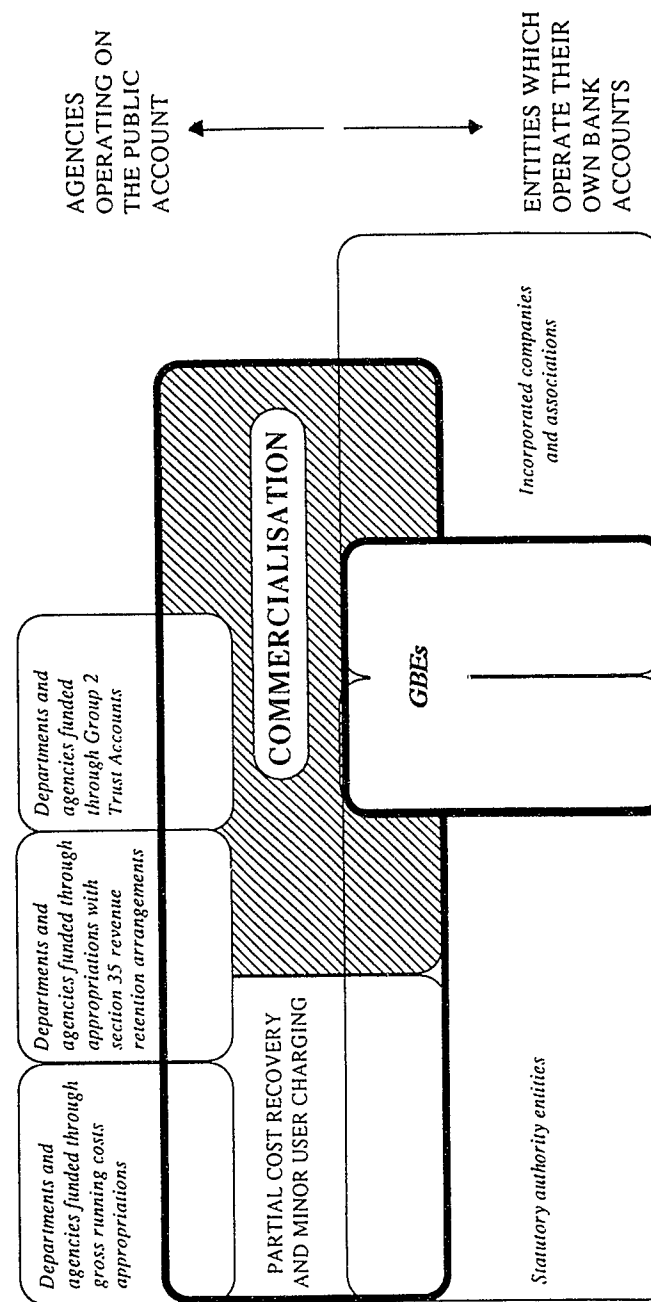 Departments and
agencies funded through
gross running costs
appropriations
Departments and
agencies funded through
appropriations with
section 35 revenue
retention arrangements
Departments and
agencies funded
through Group 2
Trust Accounts
AGENCIES
OPERATING ON
THE PUBLIC
ACCOUNT
PARTIAL COST RECOVERY
AND MINOR USER CHARGING
COMMERCIALISATION
GBEs
Statutory authority entities
Incorporated companies
and associations
ENTITIES WHICH
OPERATE THEIR
OWN BANK
ACCOUNTS